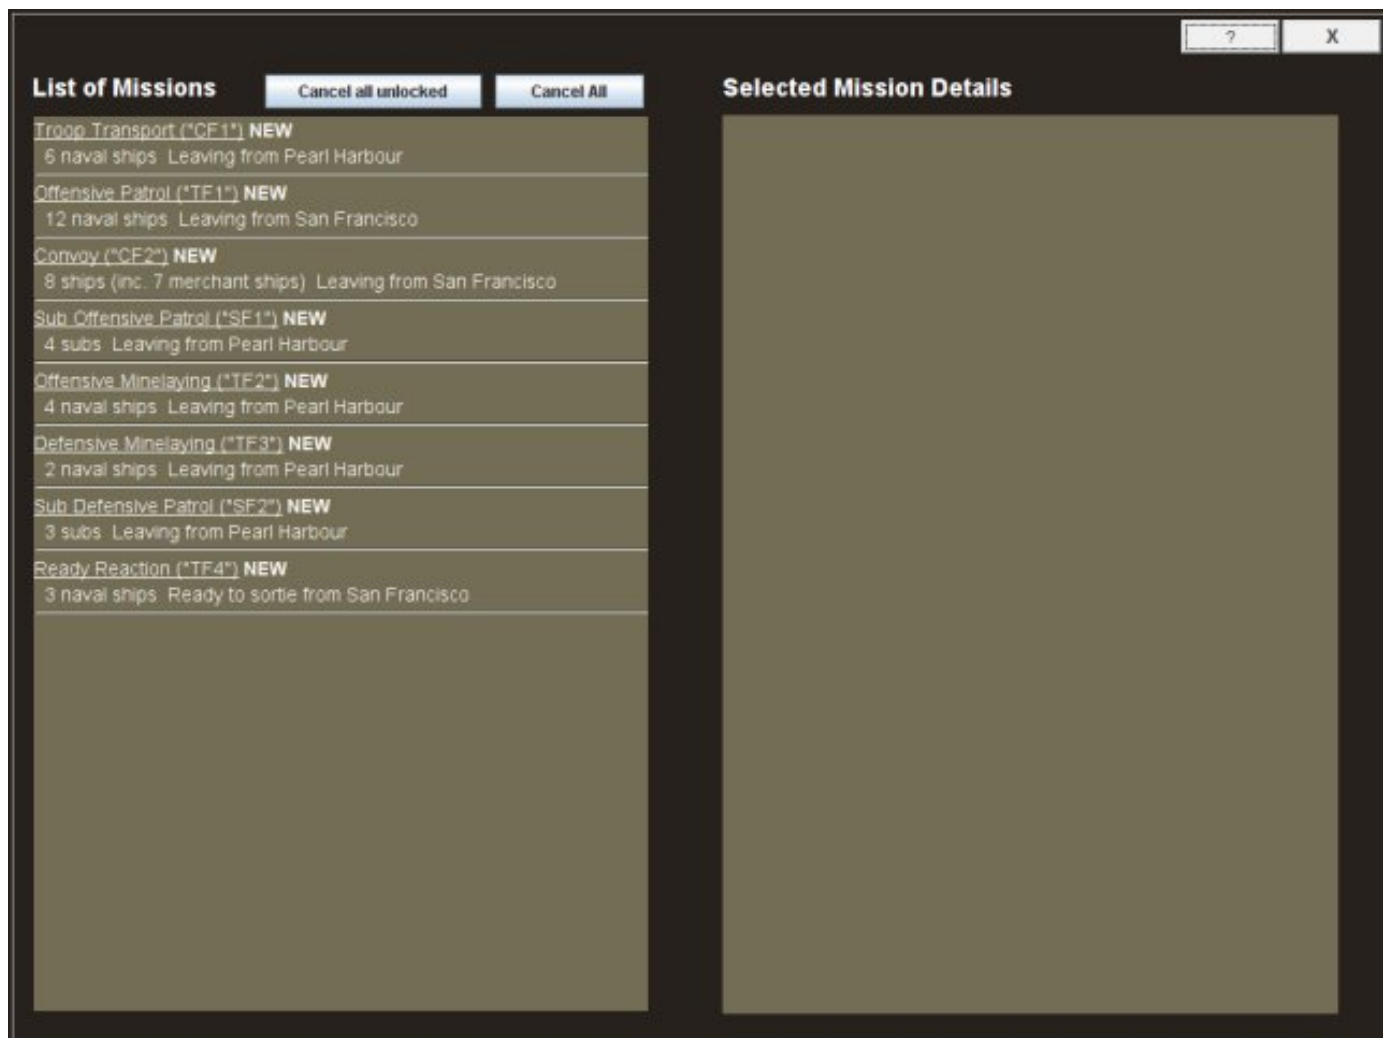 ? X
List of Missions Cancel all unlocked Cancel All Selected Mission Details
Troop Transport ("CF1") NEW
6 naval ships Leaving from Pearl Harbour
Offensive Patrol ("TF1") NEW
12 naval ships Leaving from San Francisco
Convoy ("CF2") NEW
8 ships (inc. 7 merchant ships) Leaving from San Francisco
Sub Offensive Patrol ("SF1") NEW
4 subs Leaving from Pearl Harbour
Offensive Minelaying ("TF2") NEW
4 naval ships Leaving from Pearl Harbour
Defensive Minelaying ("TF3") NEW
2 naval ships Leaving from Pearl Harbour
Sub Defensive Patrol ("SF2") NEW
3 subs Leaving from Pearl Harbour
Ready Reaction ("TF4") NEW
3 naval ships Ready to sortie from San Francisco